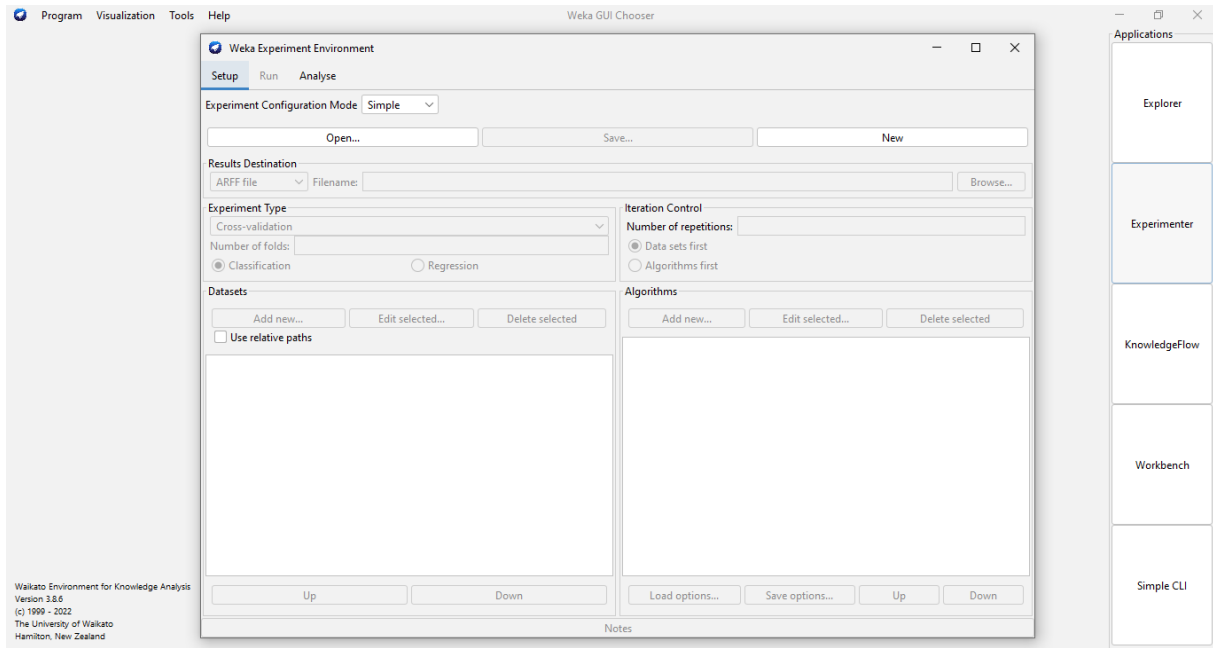 Program Visualization Tools Help Weka GUI Chooser
Applications
Weka Experiment Environment
Setup Run Analyse
Experiment Configuration Mode Simple
Open... Save... New
Results Destination
ARFF file Filename: Browse...
Experiment Type
Cross-validation
Number of folds:
Classification Regression
Iteration Control
Number of repetitions:
Data sets first
Algorithms first
Datasets
Add new... Edit selected... Delete selected
Use relative paths
Up Down
Algorithms
Add new... Edit selected... Delete selected
Load options... Save options... Up Down
Notes
Explorer
Experimenter
KnowledgeFlow
Workbench
Simple CLI
Waikato Environment for Knowledge Analysis
Version 3.8.6
(c) 1999 - 2022
The University of Waikato
Hamilton, New Zealand